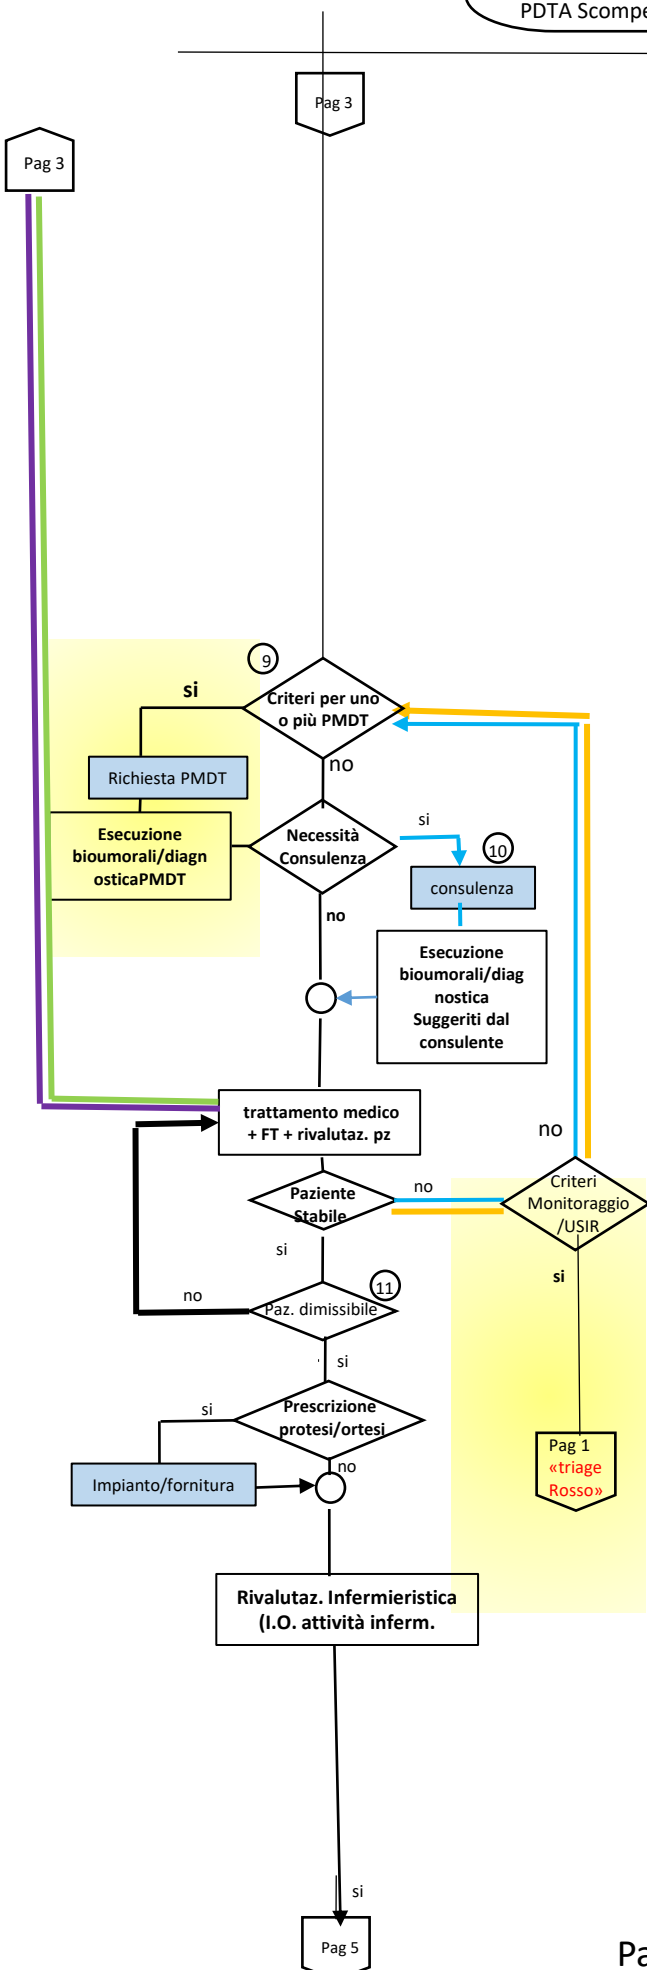 PDTA Scompe
Pag 3
Pag 3
9
si
Criteri per uno
o più PMDT
Richiesta PMDT
no
Esecuzione
bioumorali/diagn
osticaPMDT
Necessità
Consulenza
si
10
consulenza
no
Esecuzione
bioumorali/diag
nostica
Suggeriti dal
consulente
trattamento medico
+ FT + rivalutaz. pz
no
Paziente
Stabile
no
Criteri
Monitoraggio
/USIR
si
si
no
Paz. dimissibile
11
si
si
Prescrizione
protesi/ortesi
no
Impianto/fornitura
Pag 1
«triage
Rosso»
Rivalutaz. Infermieristica
(I.O. attività inferm.
si
Pag 5
Pa